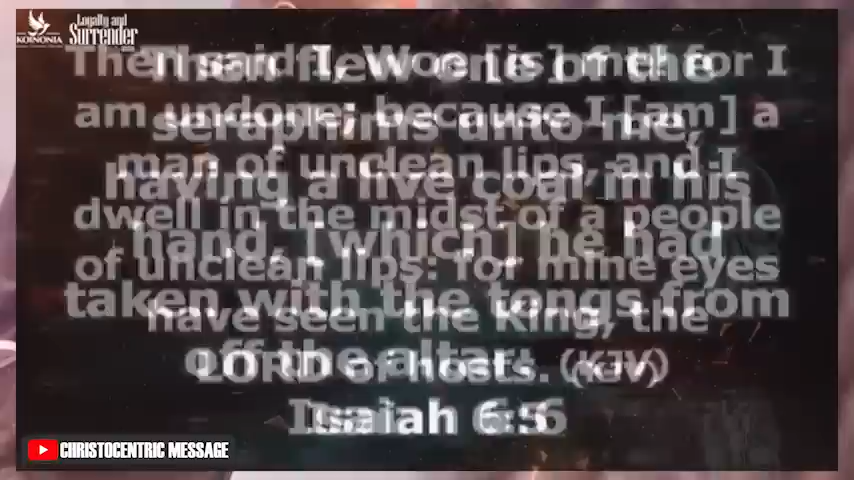 Loyalty and
Surrender
KOINONIA
Then said I, Woe [is] me! for I
am undone; because I [am] a
man of unclean lips, and I
dwell in the midst of a people
of unclean lips: for mine eyes
have seen the King, the
LORD of hosts. (KJV)
Isaiah 6:5
Then flew one of the
seraphims unto me,
having a live coal in his
hand, [which] he had
taken with the tongs from
off the altar:
Isaiah 6:6
CHRISTOCENTRIC MESSAGE